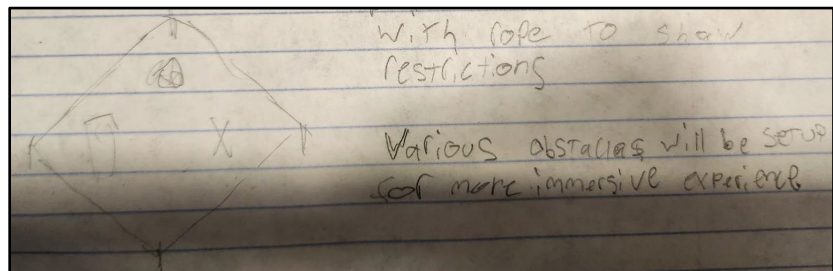 with rope to show
restrictions
X
Various obstacles will be setup
for more immersive experience